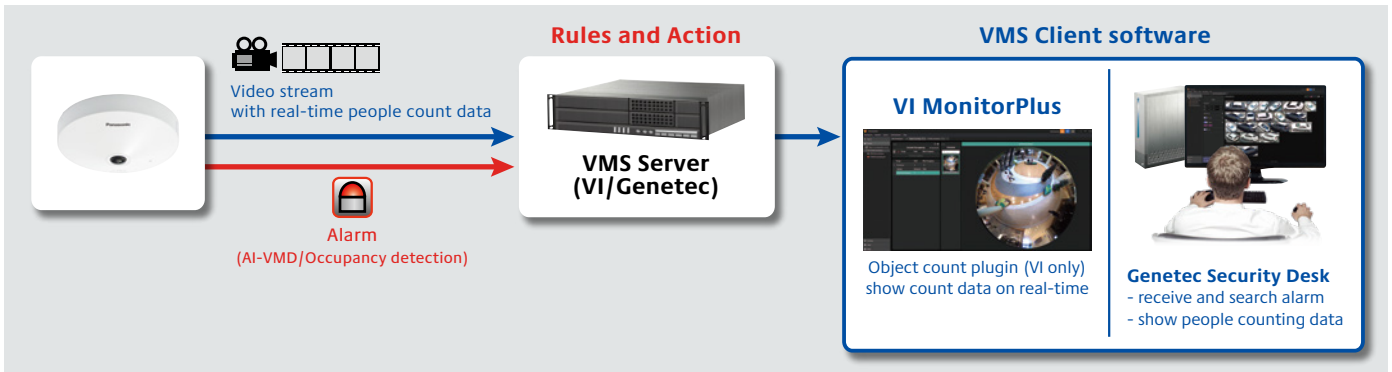 Rules and Action
VMS Client software
Video stream
with real-time people count data
Panasonic
VMS Server
(VI/Genetec)
Alarm
(AI-VMD/Occupancy detection)
VI MonitorPlus
Object count plugin (VI only)
show count data on real-time
Genetec Security Desk
- receive and search alarm
- show people counting data